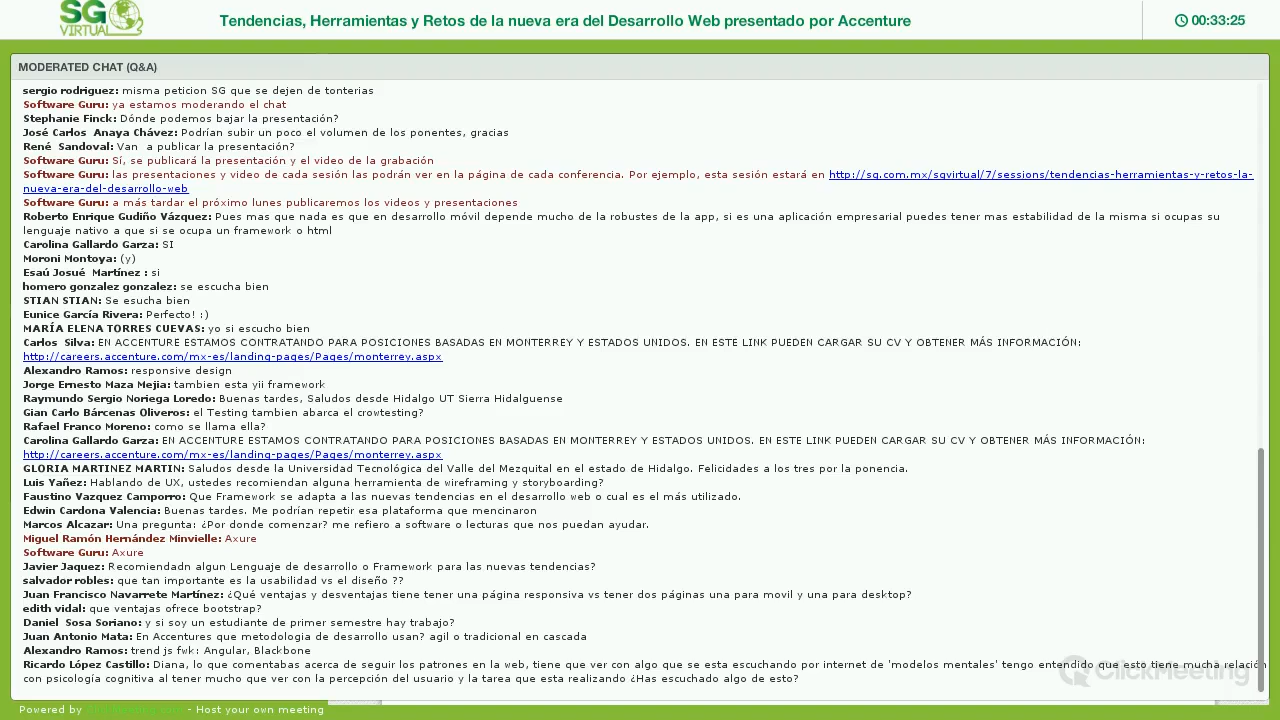 SG
VIRTUAL
Tendencias, Herramientas y Retos de la nueva era del Desarrollo Web presentado por Accenture
00:33:25
MODERATED CHAT (Q&A)
sergio rodriguez: misma peticion SG que se dejen de tonterias
Software Guru: ya estamos moderando el chat
Stephanie Finck: Dónde podemos bajar la presentación?
José Carlos Anaya Chávez: Podrían subir un poco el volumen de los ponentes, gracias
René Sandoval: Van a publicar la presentación?
Software Guru: Sí, se publicará la presentación y el video de la grabación
Software Guru: las presentaciones y video de cada sesión las podrán ver en la página de cada conferencia. Por ejemplo, esta sesión estará en http://sg.com.mx/sgvirtual/7/sessions/tendencias-herramientas-y-retos-la-
nueva-era-del-desarrollo-web
Software Guru: a más tardar el próximo lunes publicaremos los videos y presentaciones
Roberto Enrique Gudiño Vázquez: Pues mas que nada es que en desarrollo móvil depende mucho de la robustes de la app, si es una aplicación empresarial puedes tener mas estabilidad de la misma si ocupas su
lenguaje nativo a que si se ocupa un framework o html
Carolina Gallardo Garza: SI
Moroni Montoya: (y)
Esaú Josué Martínez : si
homero gonzalez gonzalez: se escucha bien
STIAN STIAN: Se esucha bien
Eunice García Rivera: Perfecto! :)
MARÍA ELENA TORRES CUEVAS: yo si escucho bien
Carlos Silva: EN ACCENTURE ESTAMOS CONTRATANDO PARA POSICIONES BASADAS EN MONTERREY Y ESTADOS UNIDOS. EN ESTE LINK PUEDEN CARGAR SU CV Y OBTENER MÁS INFORMACIÓN:
http://careers.accenture.com/mx-es/landing-pages/Pages/monterrey.aspx
Alexandro Ramos: responsive design
Jorge Ernesto Maza Mejia: tambien esta yii framework
Raymundo Sergio Noriega Loredo: Buenas tardes, Saludos desde Hidalgo UT Sierra Hidalguense
Gian Carlo Bárcenas Oliveros: el Testing tambien abarca el crowtesting?
Rafael Franco Moreno: como se llama ella?
Carolina Gallardo Garza: EN ACCENTURE ESTAMOS CONTRATANDO PARA POSICIONES BASADAS EN MONTERREY Y ESTADOS UNIDOS. EN ESTE LINK PUEDEN CARGAR SU CV Y OBTENER MÁS INFORMACIÓN:
http://careers.accenture.com/mx-es/landing-pages/Pages/monterrey.aspx
GLORIA MARTINEZ MARTIN: Saludos desde la Universidad Tecnológica del Valle del Mezquital en el estado de Hidalgo. Felicidades a los tres por la ponencia.
Luis Yañez: Hablando de UX, ustedes recomiendan alguna herramienta de wireframing y storyboarding?
Faustino Vazquez Camporro: Que Framework se adapta a las nuevas tendencias en el desarrollo web o cual es el más utilizado.
Edwin Cardona Valencia: Buenas tardes. Me podrían repetir esa plataforma que mencinaron
Marcos Alcazar: Una pregunta: ¿Por donde comenzar? me refiero a software o lecturas que nos puedan ayudar.
Miguel Ramón Hernández Minvielle: Axure
Software Guru: Axure
Javier Jaquez: Recomiendadn algun Lenguaje de desarrollo o Framework para las nuevas tendencias?
salvador robles: que tan importante es la usabilidad vs el diseño ??
Juan Francisco Navarrete Martínez: ¿Qué ventajas y desventajas tiene tener una página responsiva vs tener dos páginas una para movil y una para desktop?
edith vidal: que ventajas ofrece bootstrap?
Daniel Sosa Soriano: y si soy un estudiante de primer semestre hay trabajo?
Juan Antonio Mata: En Accentures que metodologia de desarrollo usan? agil o tradicional en cascada
Alexandro Ramos: trend js fwk: Angular, Blackbone
Ricardo López Castillo: Diana, lo que comentabas acerca de seguir los patrones en la web, tiene que ver con algo que se esta escuchando por internet de 'modelos mentales' tengo entendido que esto tiene mucha relación
con psicología cognitiva al tener mucho que ver con la percepción del usuario y la tarea que esta realizando ¿Has escuchado algo de esto?
ClickMeeting
Powered by ClickMeeting.com - Host your own meeting